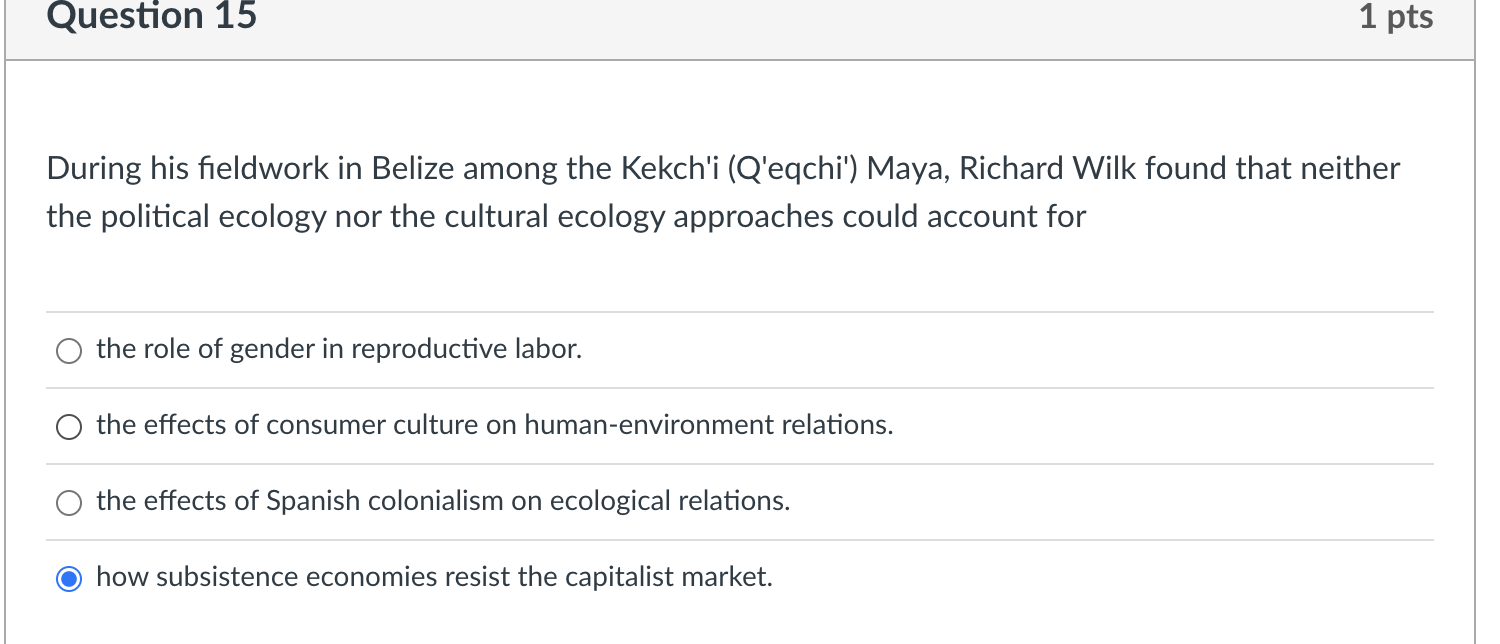 Question 15
1 pts
During his fieldwork in Belize among the Kekch'i (Q'eqchi') Maya, Richard Wilk found that neither
the political ecology nor the cultural ecology approaches could account for
the role of gender in reproductive labor.
the effects of consumer culture on human-environment relations.
the effects of Spanish colonialism on ecological relations.
how subsistence economies resist the capitalist market.